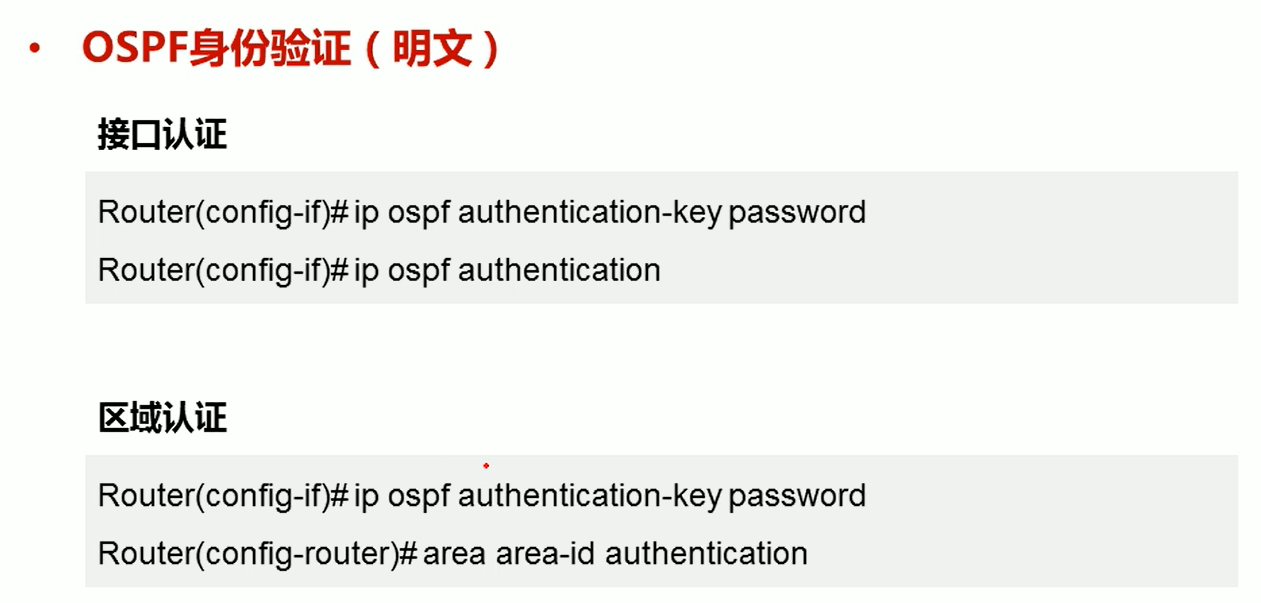 • OSPF身份验证（明文）
接口认证
Router(config-if)# ip ospf authentication-key password
Router(config-if)# ip ospf authentication
区域认证
Router(config-if)# ip ospf authentication-key password
Router(config-router)# area area-id authentication